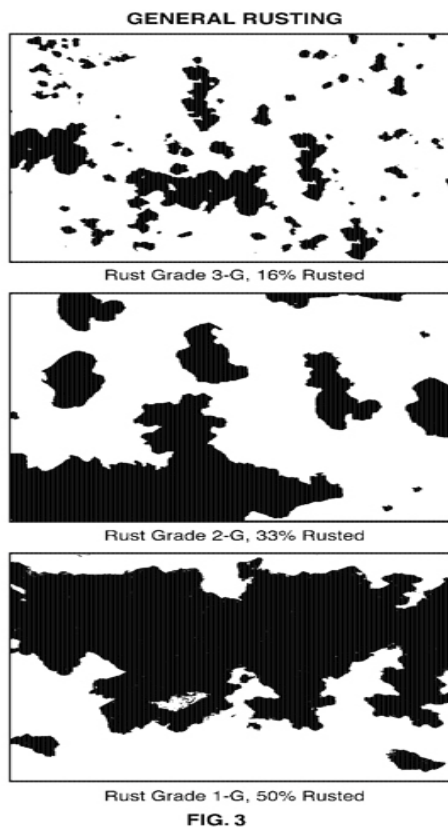 GENERAL RUSTING
Rust Grade 3-G, 16% Rusted
Rust Grade 2-G, 33% Rusted
Rust Grade 1-G, 50% Rusted
FIG. 3